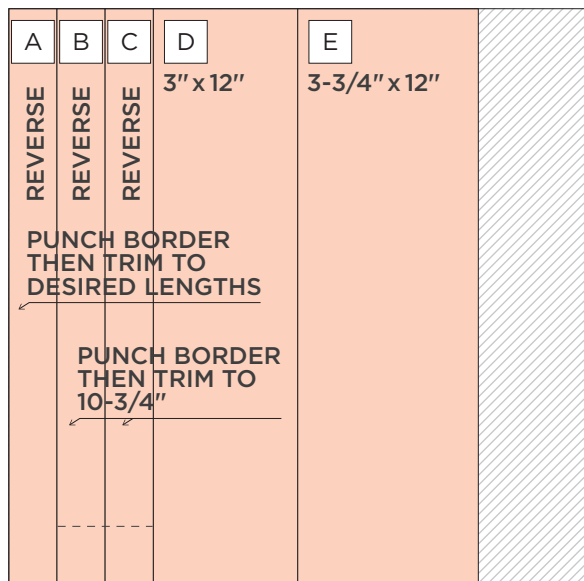 A
B
C
D
E
3" x 12"
3-3/4" x 12"
REVERSE
REVERSE
REVERSE
PUNCH BORDER
THEN TRIM TO
DESIRED LENGTHS
PUNCH BORDER
THEN TRIM TO
10-3/4"